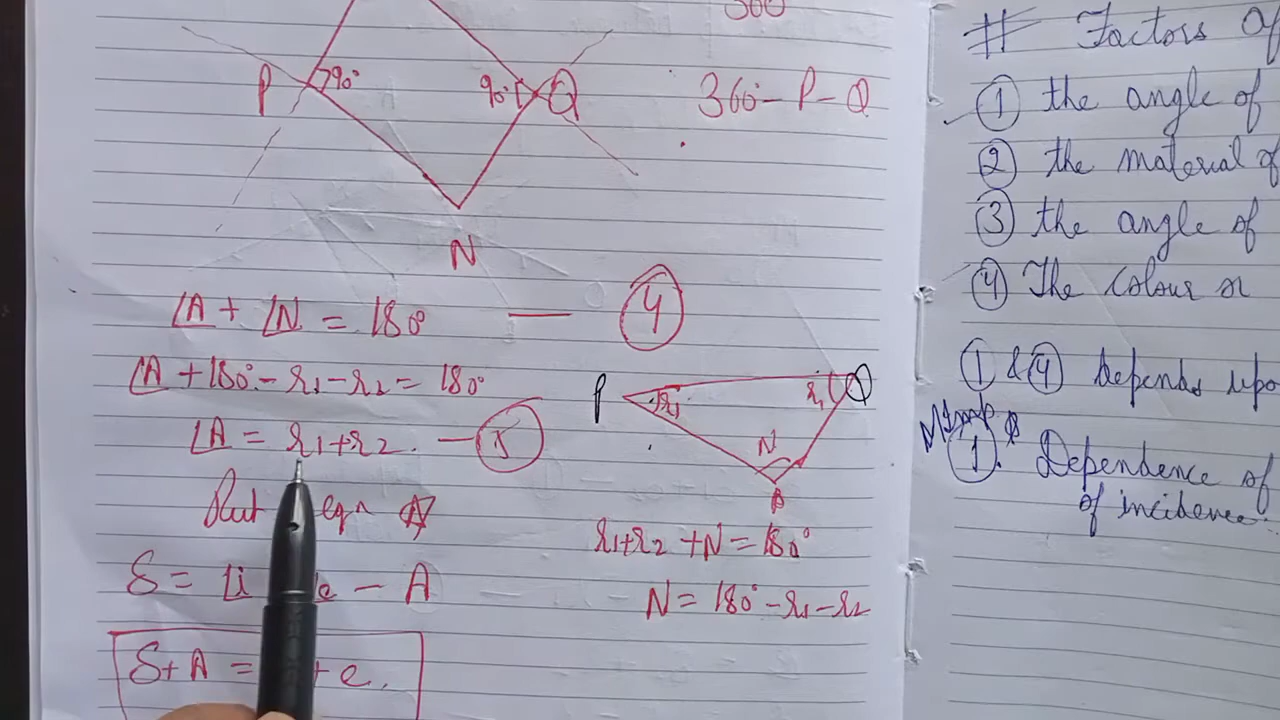 360
P 90° 90° Q 360 - P - Q
N
∠A + ∠N = 180° — ④
∠A + 180° - r1 - r2 = 180°
∠A = r1 + r2. — ⑤
Put eqn
δ = ∠i e - A
δ + A = + e.
P r1 r1 Q
N
r1 + r2 + N = 180°
N = 180° - r1 - r2
# Factors of
① the angle of
② the material of
③ the angle of
④ The colour or
① & ④ Depends upo
M Imp
①. Dependence of
of incidence.